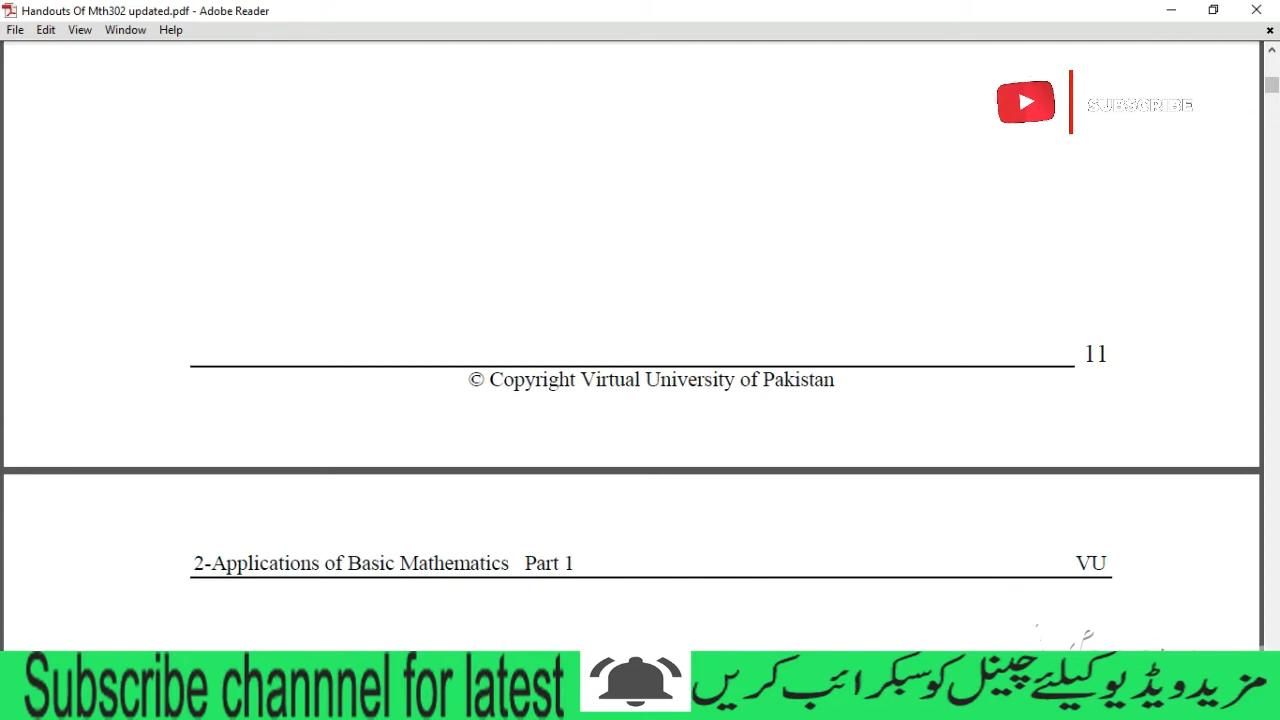 Handouts Of Mth302 updated.pdf - Adobe Reader
File Edit View Window Help
SUBSCRIBE
11
© Copyright Virtual University of Pakistan
2-Applications of Basic Mathematics Part 1 VU
Subscribe channnel for latest
مزید ویڈیو کیلئے چینل کو سبکرائب کریں